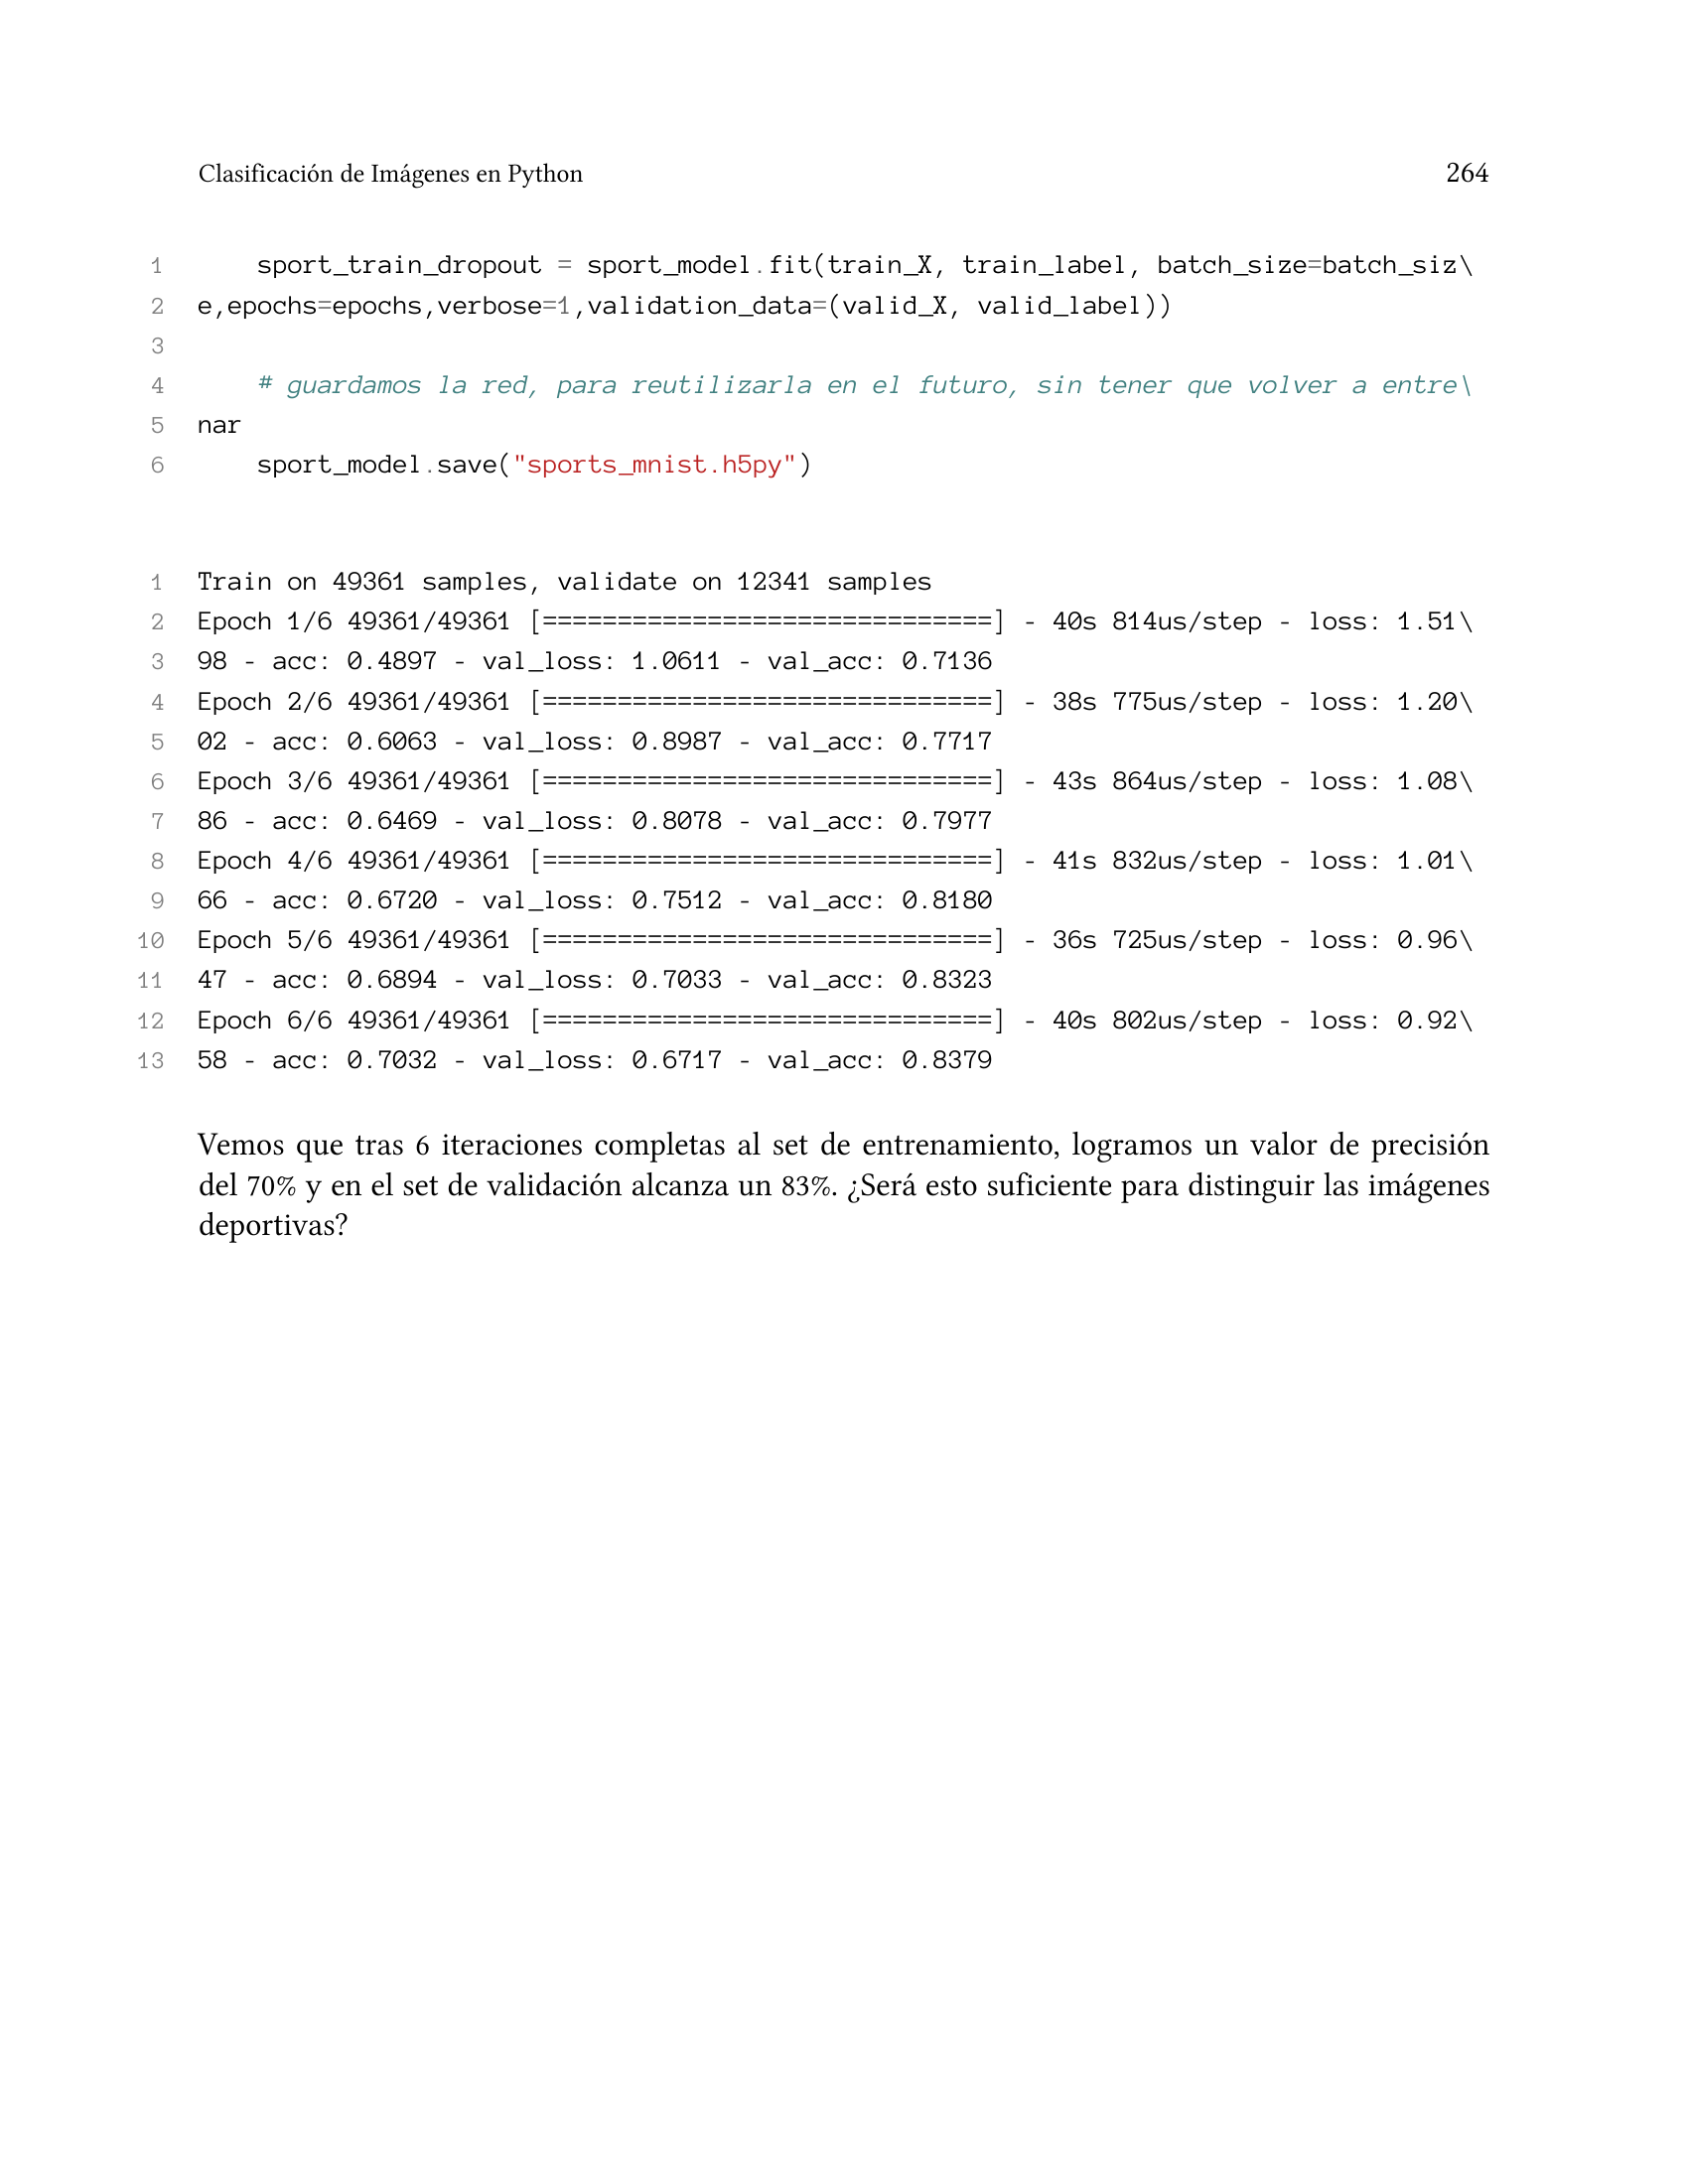 Clasificación de Imágenes en Python 264
1 sport_train_dropout = sport_model.fit(train_X, train_label, batch_size=batch_siz\
2 e,epochs=epochs,verbose=1,validation_data=(valid_X, valid_label))
3
4 # guardamos la red, para reutilizarla en el futuro, sin tener que volver a entre\
5 nar
6 sport_model.save("sports_mnist.h5py")
1 Train on 49361 samples, validate on 12341 samples
2 Epoch 1/6 49361/49361 [==============================] - 40s 814us/step - loss: 1.51\
3 98 - acc: 0.4897 - val_loss: 1.0611 - val_acc: 0.7136
4 Epoch 2/6 49361/49361 [==============================] - 38s 775us/step - loss: 1.20\
5 02 - acc: 0.6063 - val_loss: 0.8987 - val_acc: 0.7717
6 Epoch 3/6 49361/49361 [==============================] - 43s 864us/step - loss: 1.08\
7 86 - acc: 0.6469 - val_loss: 0.8078 - val_acc: 0.7977
8 Epoch 4/6 49361/49361 [==============================] - 41s 832us/step - loss: 1.01\
9 66 - acc: 0.6720 - val_loss: 0.7512 - val_acc: 0.8180
10 Epoch 5/6 49361/49361 [==============================] - 36s 725us/step - loss: 0.96\
11 47 - acc: 0.6894 - val_loss: 0.7033 - val_acc: 0.8323
12 Epoch 6/6 49361/49361 [==============================] - 40s 802us/step - loss: 0.92\
13 58 - acc: 0.7032 - val_loss: 0.6717 - val_acc: 0.8379
Vemos que tras 6 iteraciones completas al set de entrenamiento, logramos un valor de precisión
del 70% y en el set de validación alcanza un 83%. ¿Será esto suficiente para distinguir las imágenes
deportivas?